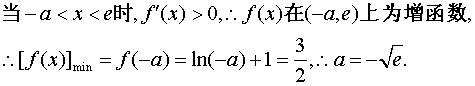 当 -a < x < e时, f′(x) > 0, ∴ f(x)在(-a,e)上为增函数,
∴[f(x)]min = f(-a) = ln(-a)+1 = 3/2, ∴ a = -√e.